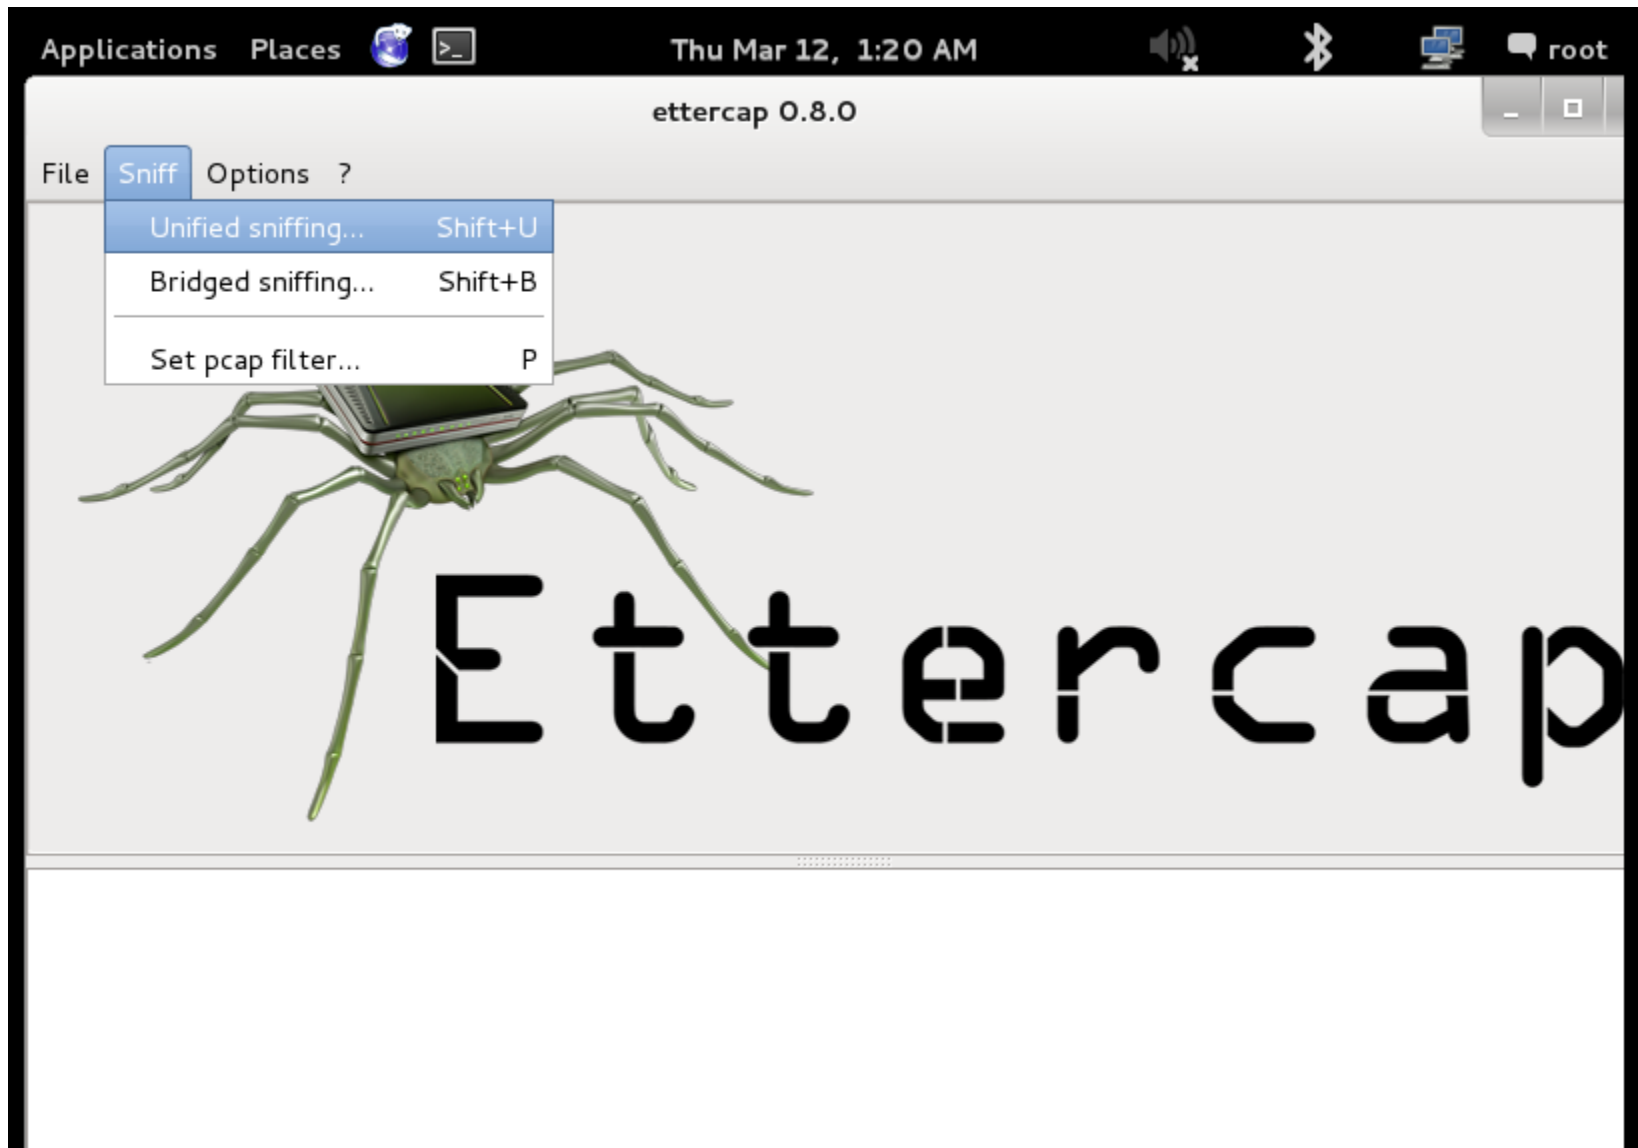 Applications Places Thu Mar 12, 1:20 AM root
ettercap 0.8.0
File Sniff Options ?
Unified sniffing... Shift+U
Bridged sniffing... Shift+B
Set pcap filter... P
Ettercap